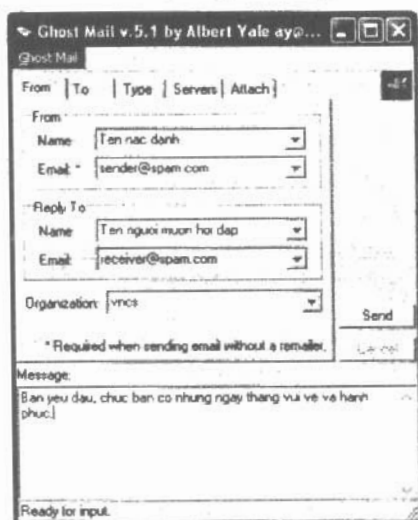 Ghost Mail v.5.1 by Albert Yale ay@...
Ghost Mail
From To Type Servers Attach
From
Name Ten nac danh
Email: * sender@spam.com
Reply To
Name Ten nguoi muon hoi dap
Email receiver@spam.com
Organization: vncs
Send
Cancel
* Required when sending email without a remailer.
Message:
Ban yeu dau, chuc ban co nhung ngay thang vui ve va hanh
phuc.
Ready for input.